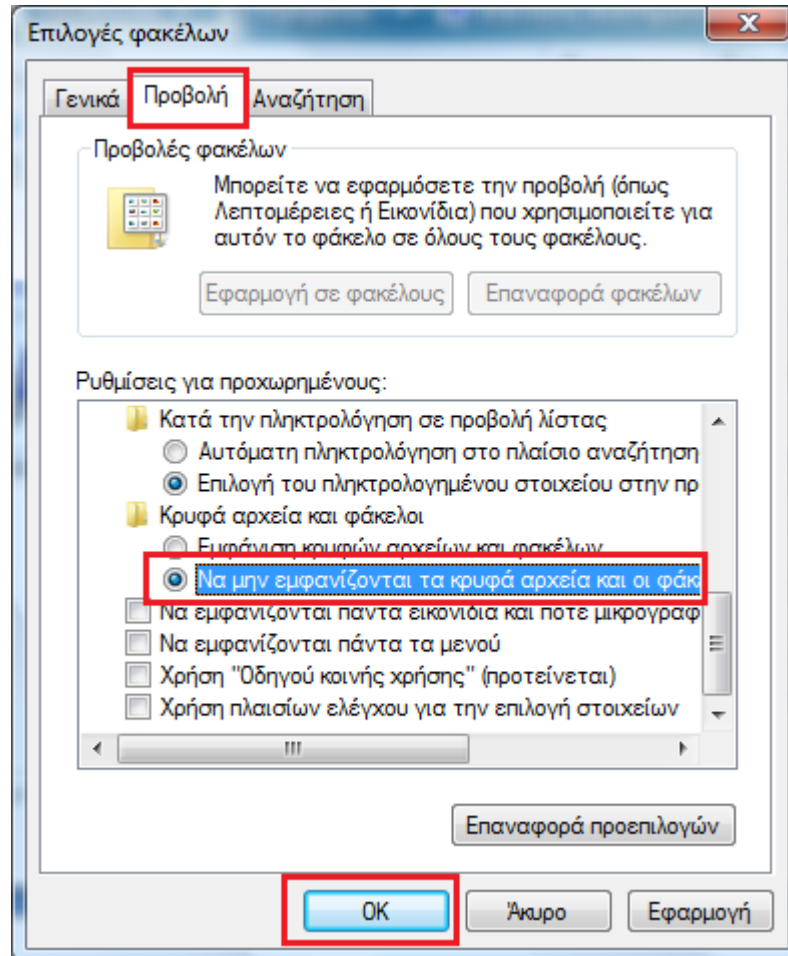 Επιλογές φακέλων
Γενικά Προβολή Αναζήτηση
Προβολές φακέλων
Μπορείτε να εφαρμόσετε την προβολή (όπως
Λεπτομέρειες ή Εικονίδια) που χρησιμοποιείτε για
αυτόν το φάκελο σε όλους τους φακέλους.
Εφαρμογή σε φακέλους Επαναφορά φακέλων
Ρυθμίσεις για προχωρημένους:
Κατά την πληκτρολόγηση σε προβολή λίστας
Αυτόματη πληκτρολόγηση στο πλαίσιο αναζήτηση
Επιλογή του πληκτρολογημένου στοιχείου στην πρ
Κρυφά αρχεία και φάκελοι
Εμφάνιση κρυφών αρχείων και φακέλων
Να μην εμφανίζονται τα κρυφά αρχεία και οι φάκ
Να εμφανίζονται πάντα εικονίδια και ποτέ μικρογραφ
Να εμφανίζονται πάντα τα μενού
Χρήση "Οδηγού κοινής χρήσης" (προτείνεται)
Χρήση πλαισίων ελέγχου για την επιλογή στοιχείων
Επαναφορά προεπιλογών
OK Άκυρο Εφαρμογή